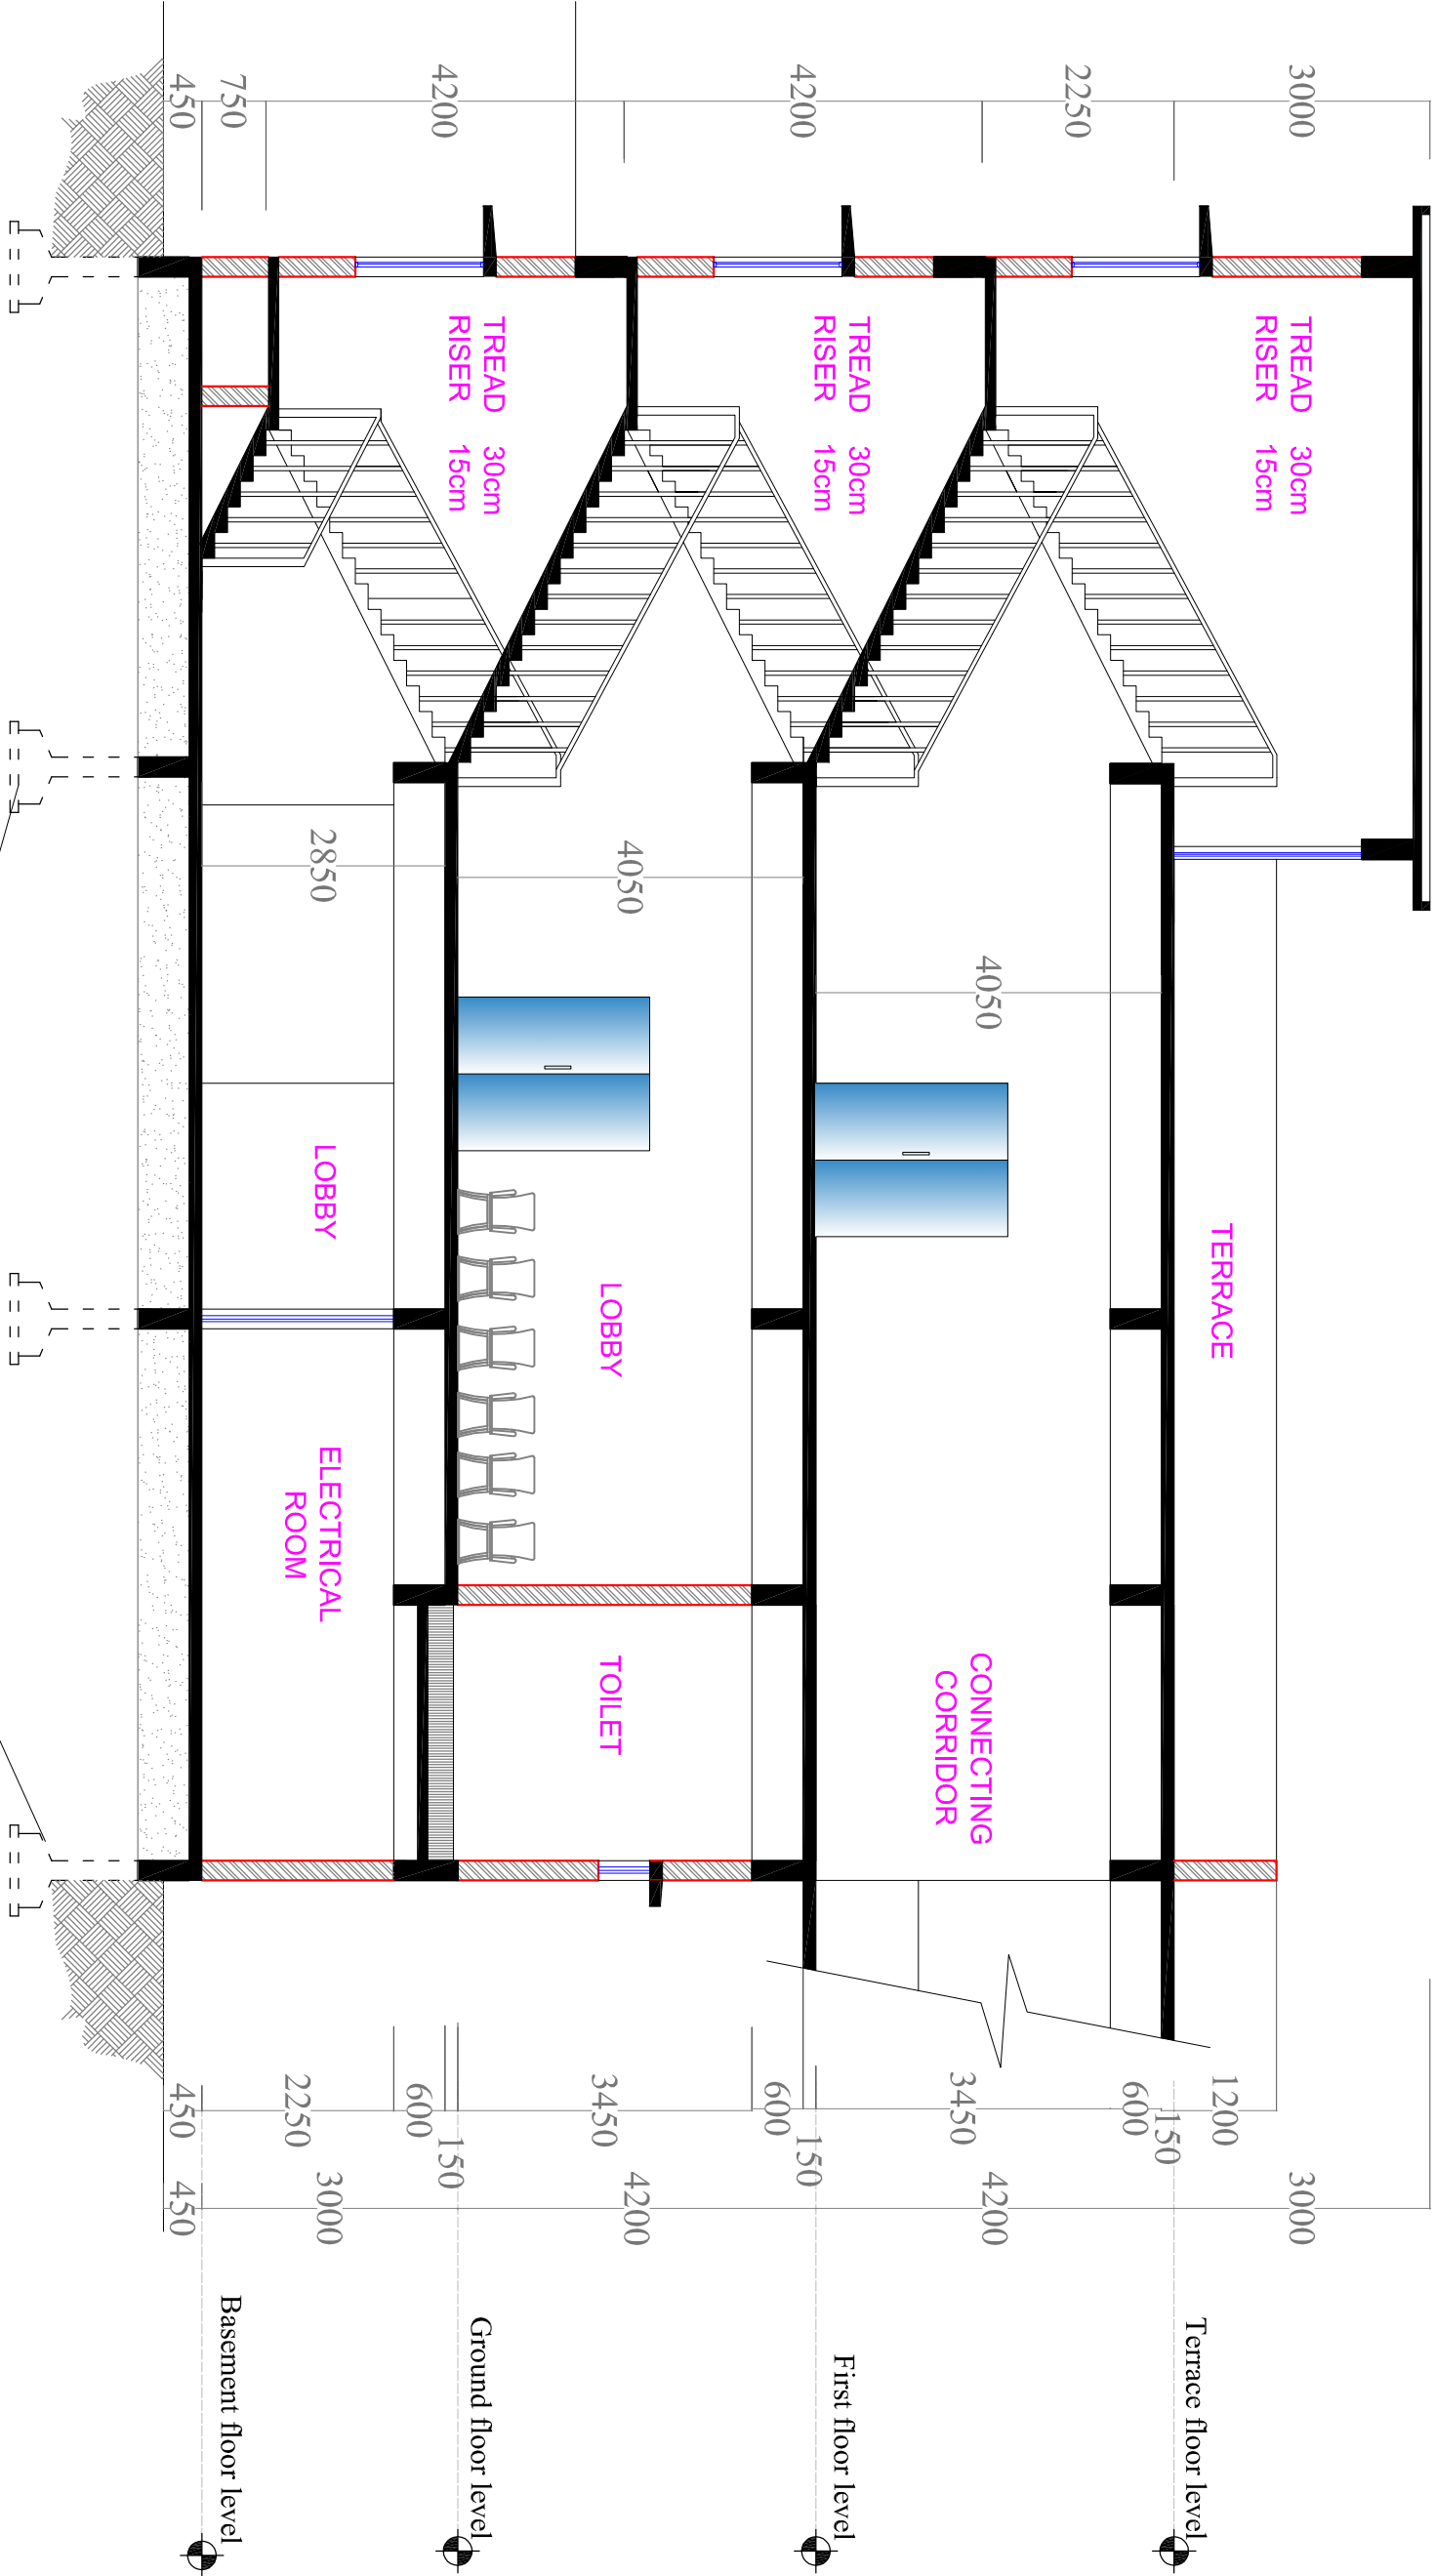 3000
2250
4200
4200
750
450
TREAD 30cm
RISER 15cm
TREAD 30cm
RISER 15cm
TREAD 30cm
RISER 15cm
4050
4050
2850
TERRACE
CONNECTING
CORRIDOR
LOBBY
TOILET
LOBBY
ELECTRICAL
ROOM
1200
150
600
3450
150
600
3450
150
600
2250
450
3000
4200
4200
3000
450
Terrace floor level
First floor level
Ground floor level
Basement floor level